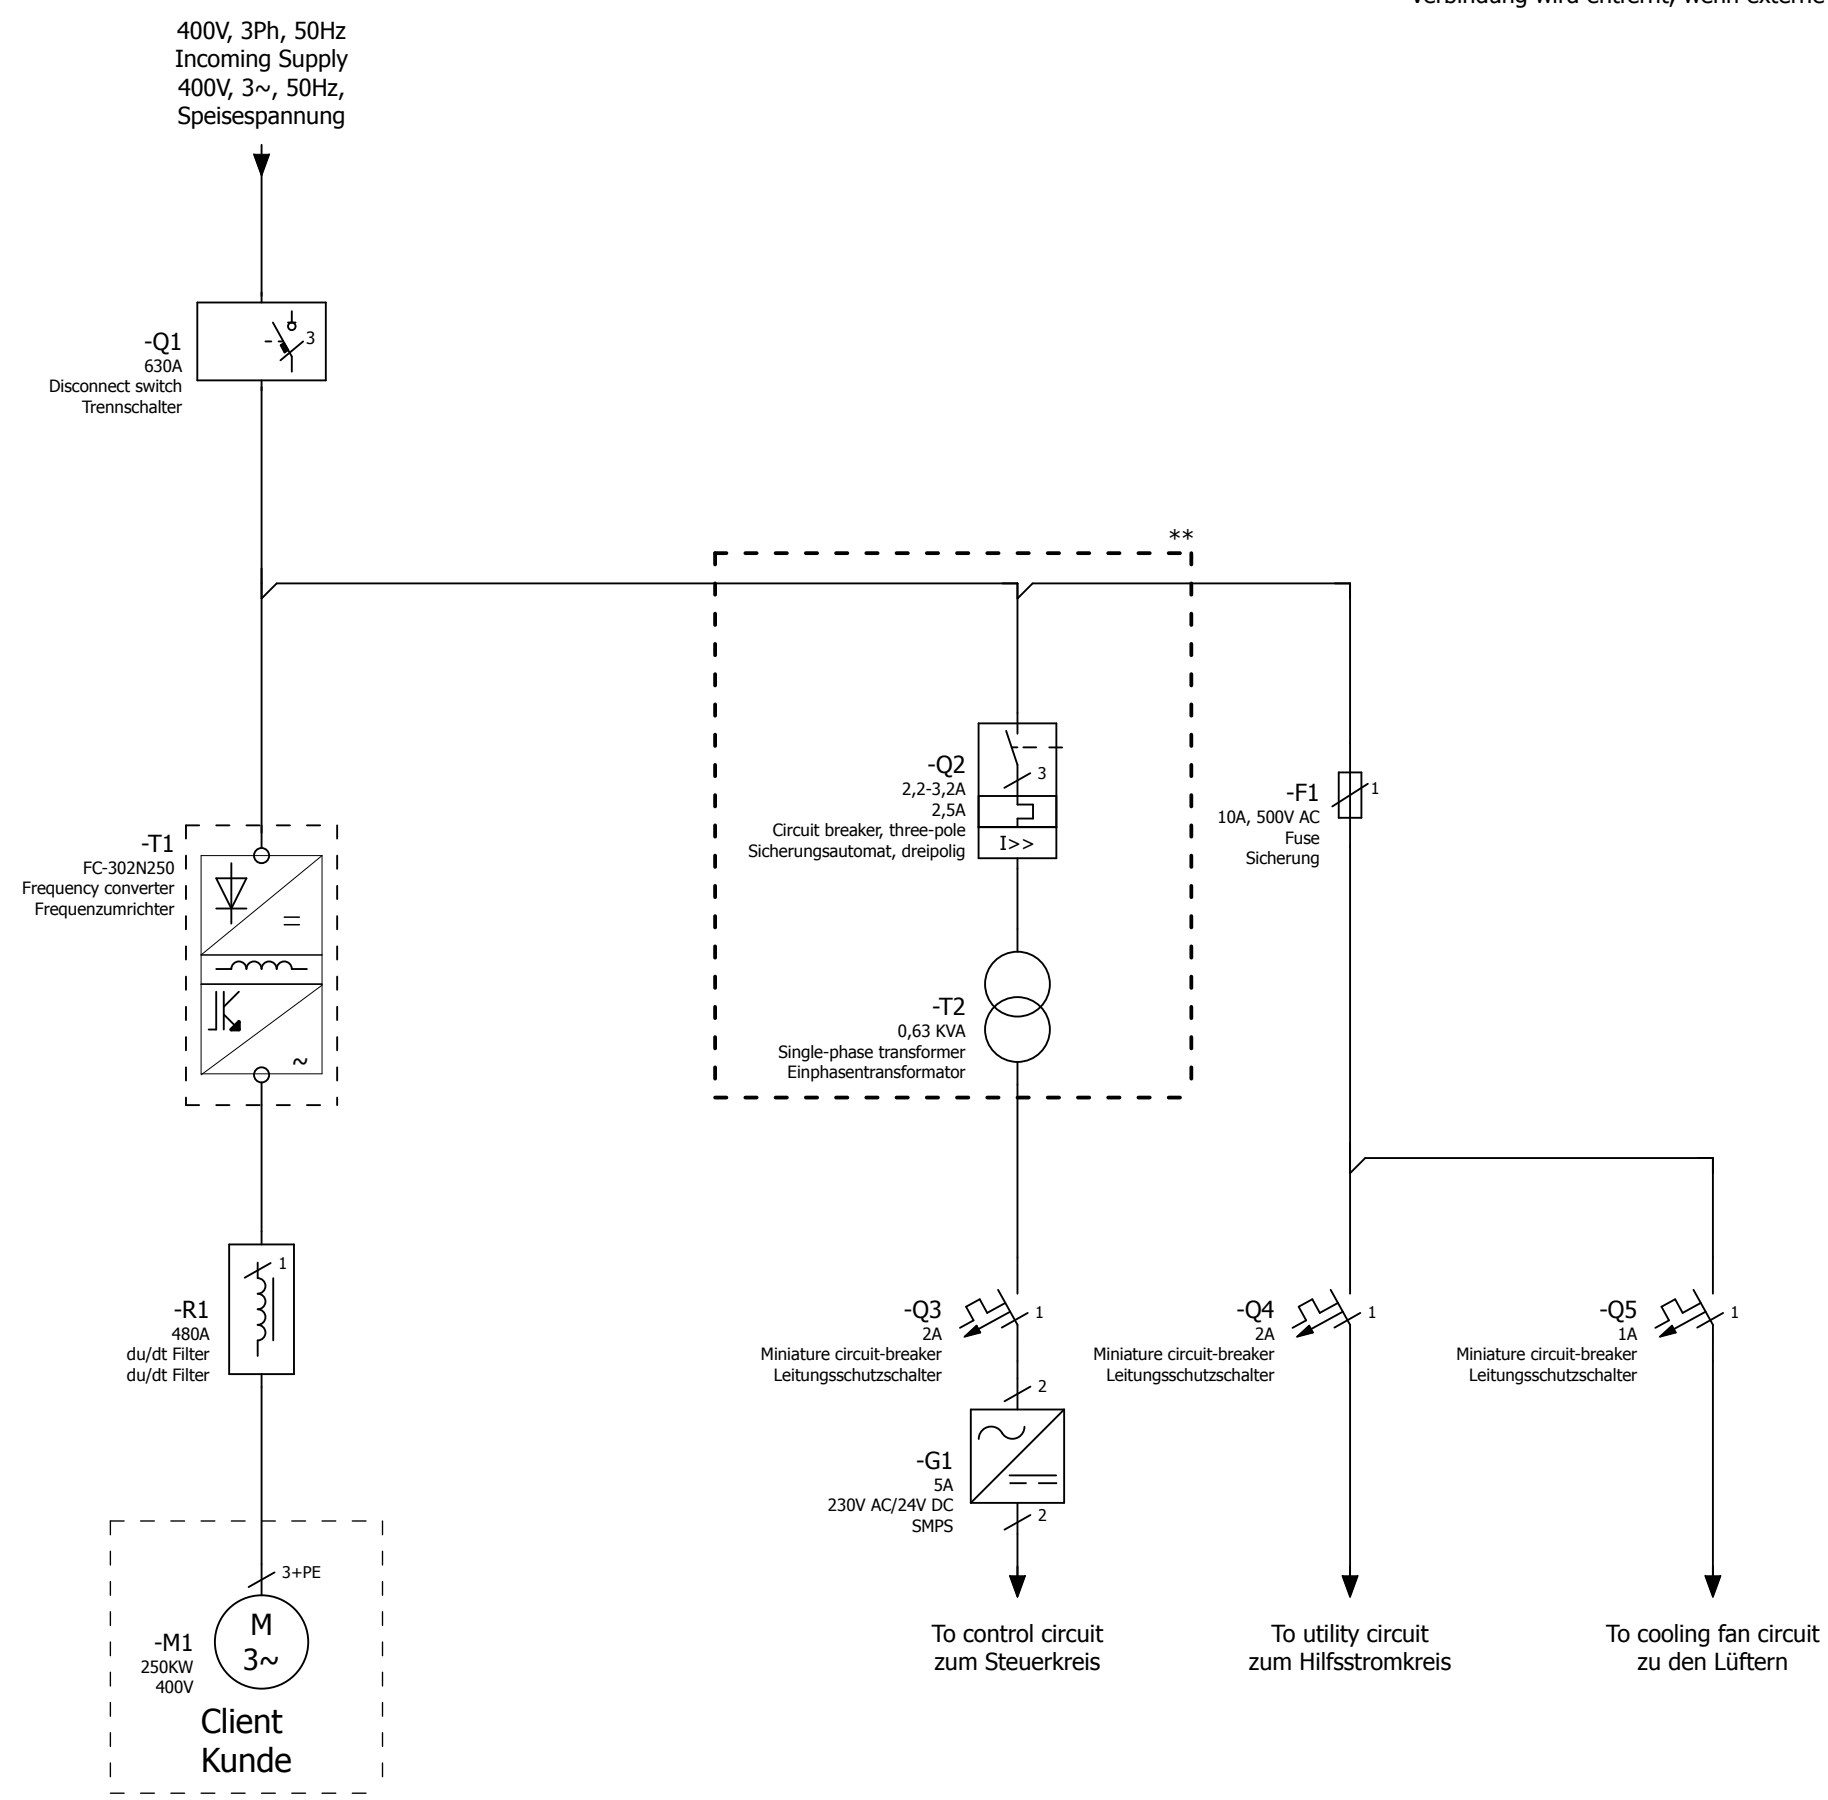 Verbindung wird entfernt, wenn externe
400V, 3Ph, 50Hz
Incoming Supply
400V, 3~, 50Hz,
Speisespannung
-Q1
630A
Disconnect switch
Trennschalter
3
**
-Q2
2,2-3,2A
2,5A
Circuit breaker, three-pole
Sicherungsautomat, dreipolig
3
I>>
-F1
10A, 500V AC
Fuse
Sicherung
1
-T1
FC-302N250
Frequency converter
Frequenzumrichter
=
~
-T2
0,63 KVA
Single-phase transformer
Einphasentransformator
-R1
480A
du/dt Filter
du/dt Filter
1
-Q3
2A
Miniature circuit-breaker
Leitungsschutzschalter
1
2
-Q4
2A
Miniature circuit-breaker
Leitungsschutzschalter
1
-Q5
1A
Miniature circuit-breaker
Leitungsschutzschalter
1
-G1
5A
230V AC/24V DC
SMPS
2
3+PE
-M1
250KW
400V
M
3~
Client
Kunde
To control circuit
zum Steuerkreis
To utility circuit
zum Hilfsstromkreis
To cooling fan circuit
zu den Lüftern